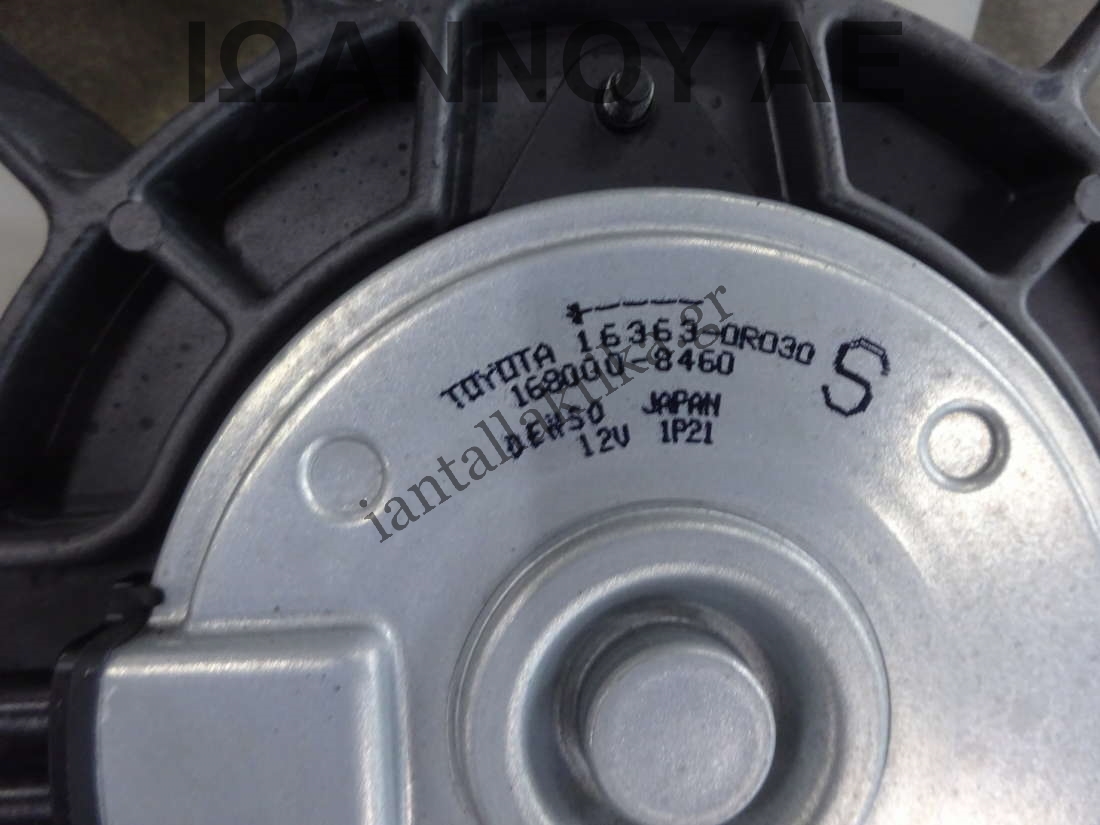 ΙΩΑΝΝΟΥ ΑΕ
TOYOTA 16363-0R030
168000-8460
DENSO JAPAN
12V 1P21
S
iantallaktika.gr